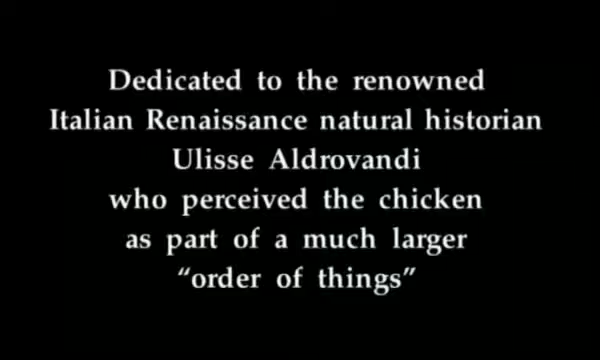 Dedicated to the renowned
Italian Renaissance natural historian
Ulisse Aldrovandi
who perceived the chicken
as part of a much larger
“order of things”